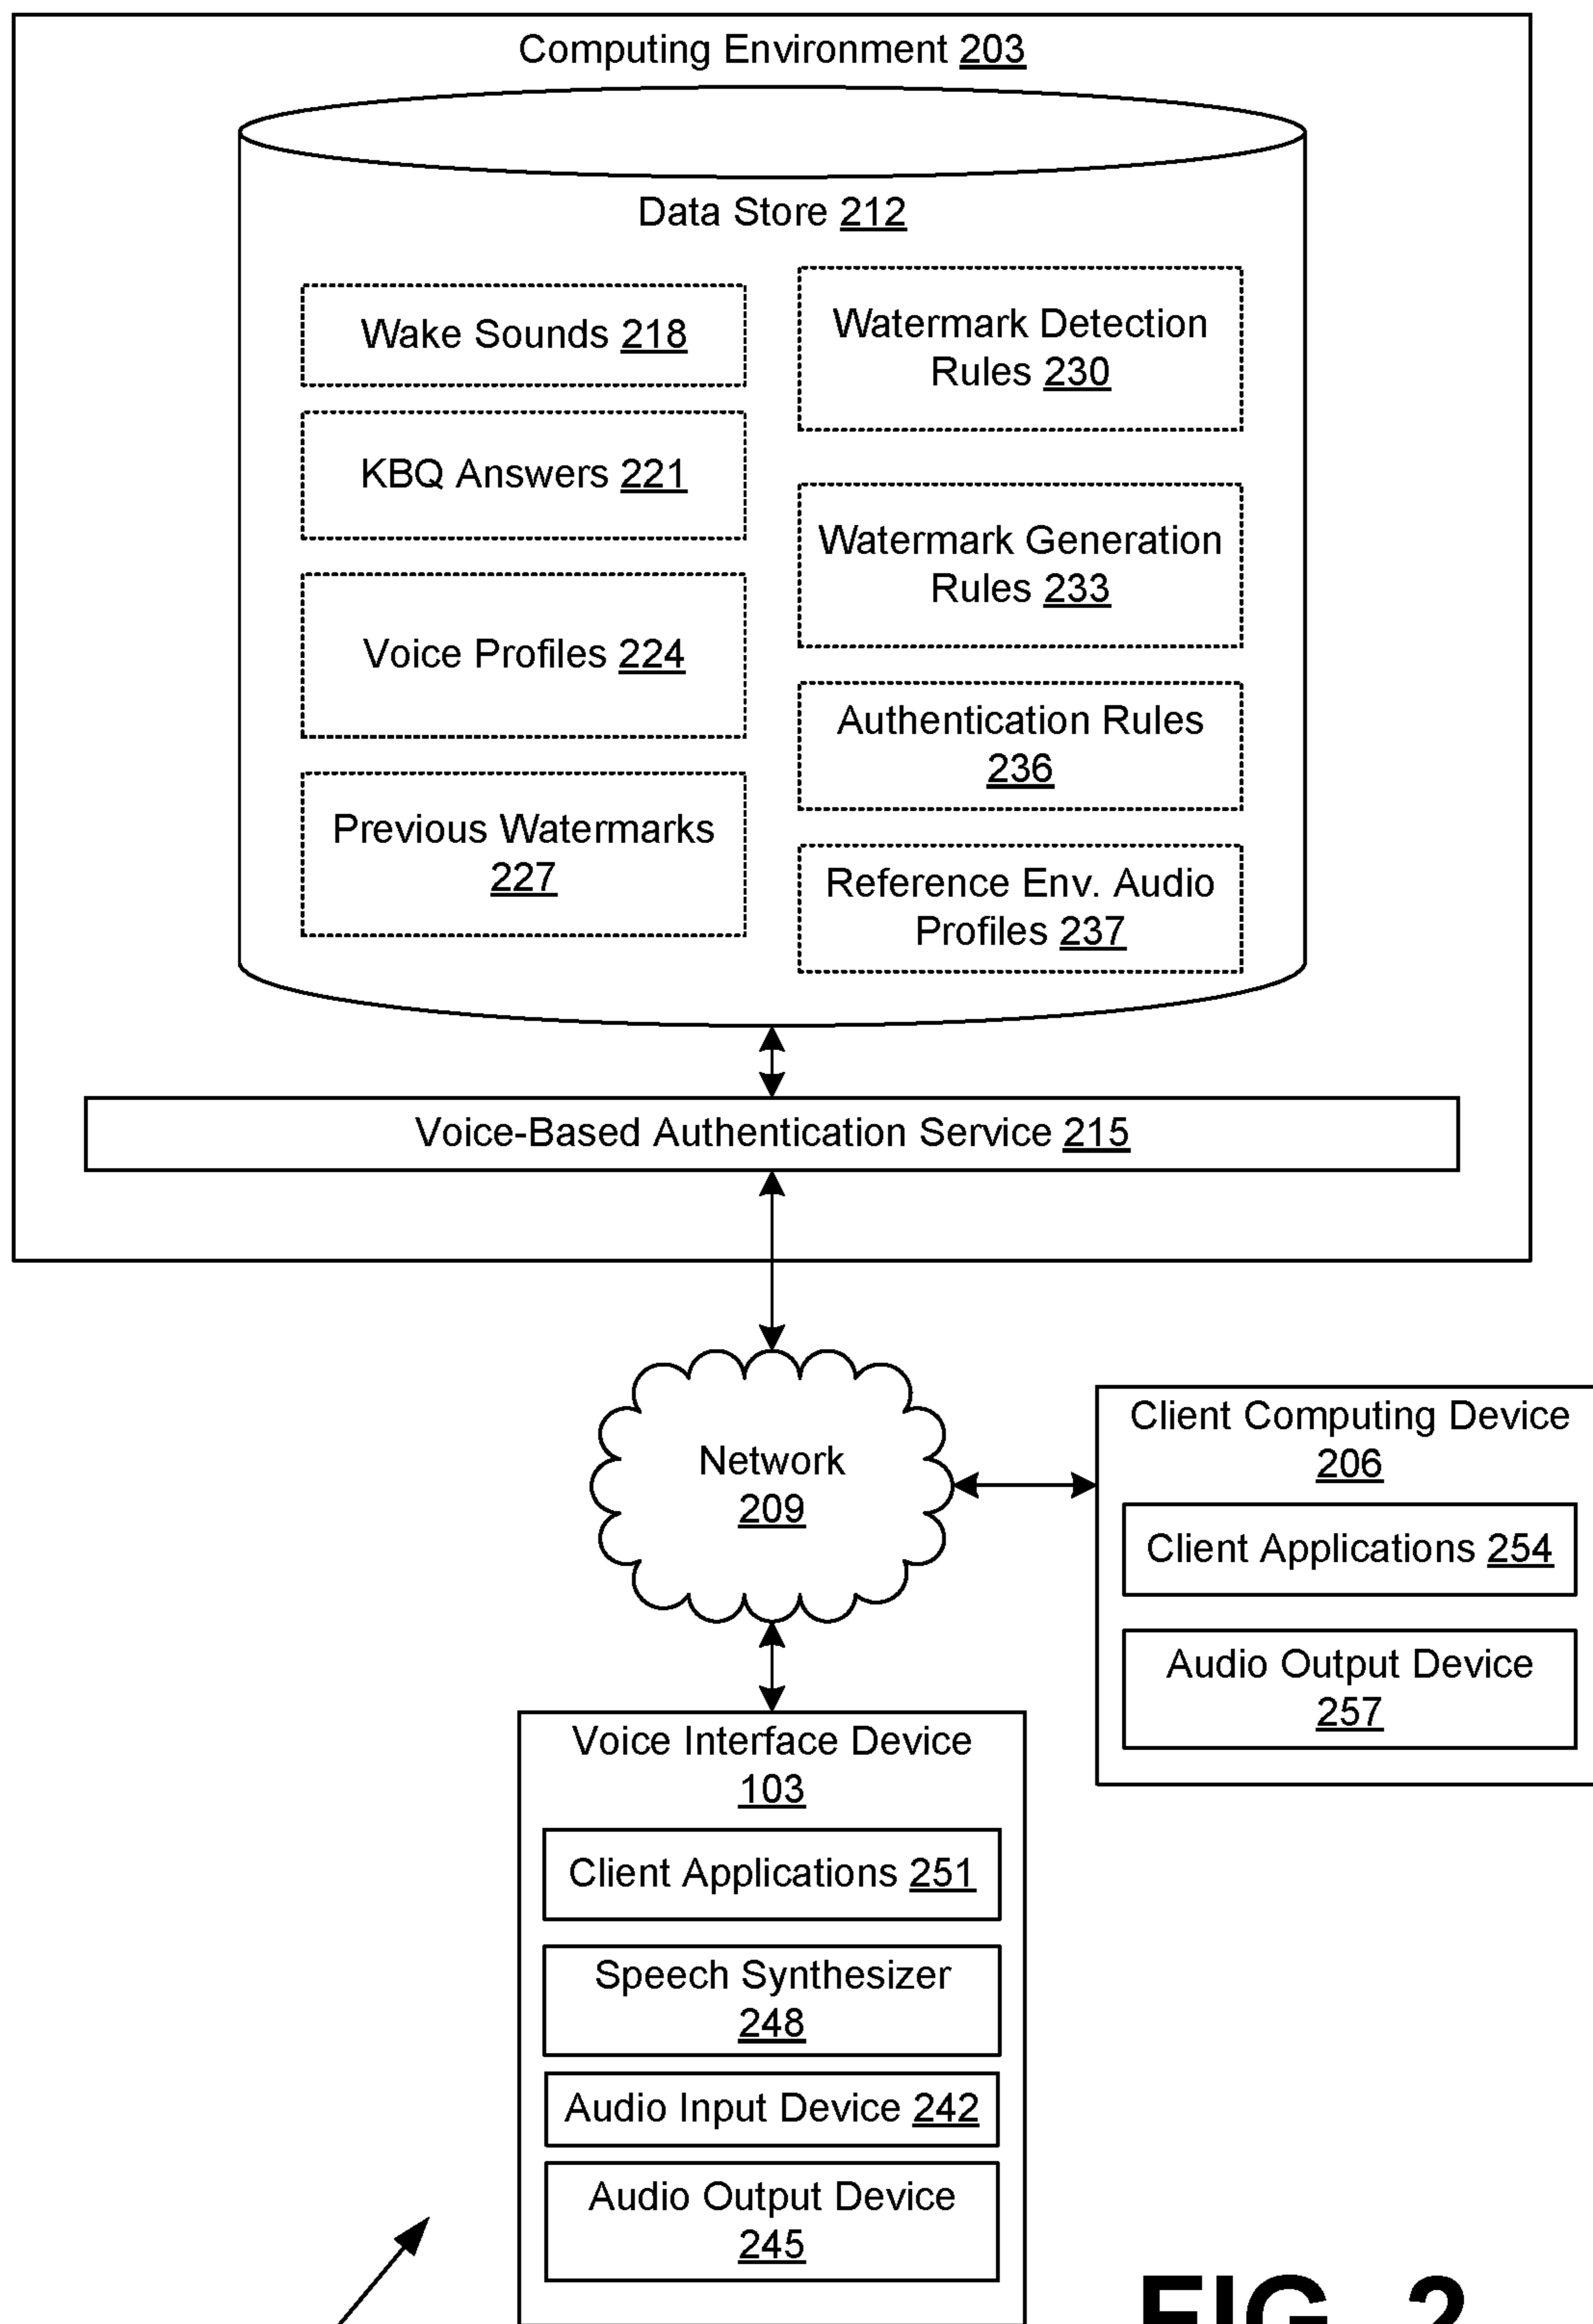 Computing Environment 203
Data Store 212
Wake Sounds 218
KBQ Answers 221
Voice Profiles 224
Previous Watermarks
227
Watermark Detection
Rules 230
Watermark Generation
Rules 233
Authentication Rules
236
Reference Env. Audio
Profiles 237
Voice-Based Authentication Service 215
Network
209
Client Computing Device
206
Client Applications 254
Audio Output Device
257
Voice Interface Device
103
Client Applications 251
Speech Synthesizer
248
Audio Input Device 242
Audio Output Device
245
FIG. 2